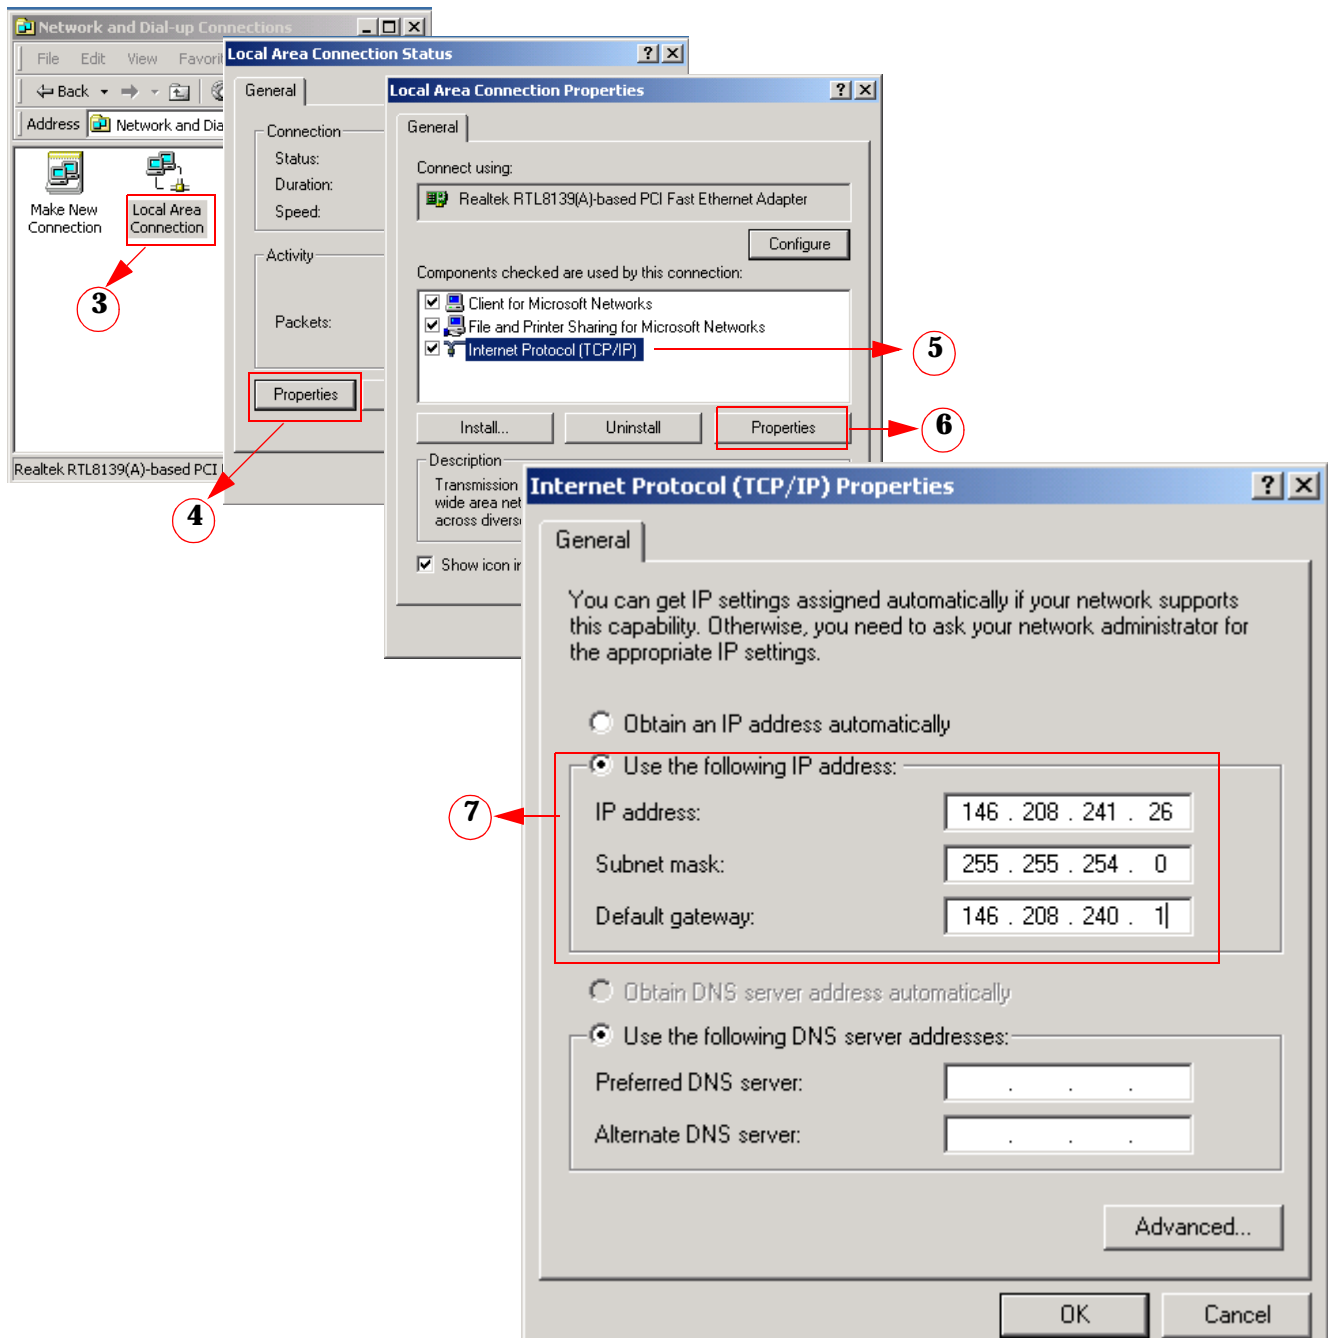 Network and Dial-up Connections
File Edit View Favorit
Back
Address Network and Dia
Make New
Connection
Local Area
Connection
3
Realtek RTL8139(A)-based PCI
Local Area Connection Status
General
Connection
Status:
Duration:
Speed:
Activity
Packets:
Properties
4
Local Area Connection Properties
General
Connect using:
Realtek RTL8139(A)-based PCI Fast Ethernet Adapter
Configure
Components checked are used by this connection:
Client for Microsoft Networks
File and Printer Sharing for Microsoft Networks
Internet Protocol (TCP/IP)
5
Install... Uninstall Properties
6
Description
Transmission
wide area net
across divers
Show icon in
Internet Protocol (TCP/IP) Properties
General
You can get IP settings assigned automatically if your network supports
this capability. Otherwise, you need to ask your network administrator for
the appropriate IP settings.
Obtain an IP address automatically
Use the following IP address:
7
IP address: 146 . 208 . 241 . 26
Subnet mask: 255 . 255 . 254 . 0
Default gateway: 146 . 208 . 240 . 1
Obtain DNS server address automatically
Use the following DNS server addresses:
Preferred DNS server: . . .
Alternate DNS server: . . .
Advanced...
OK Cancel